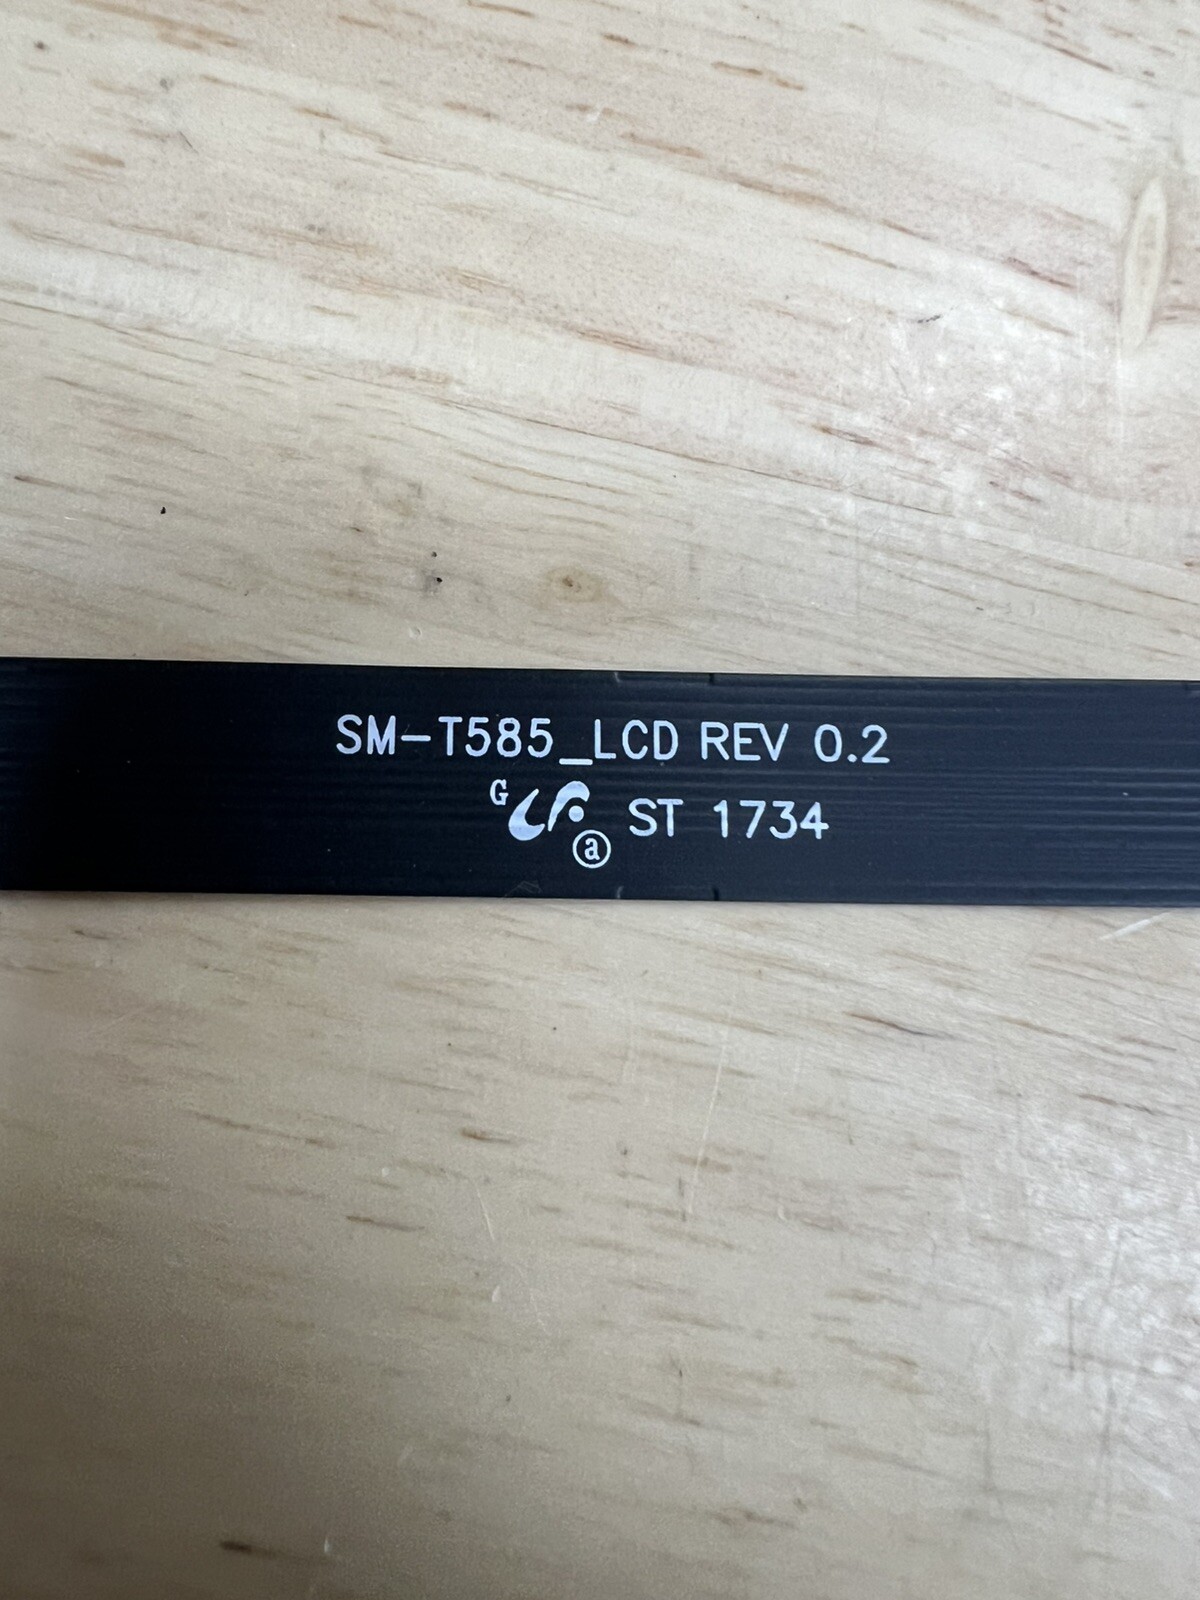 SM-T585_LCD REV 0.2
G ⓐ ST 1734